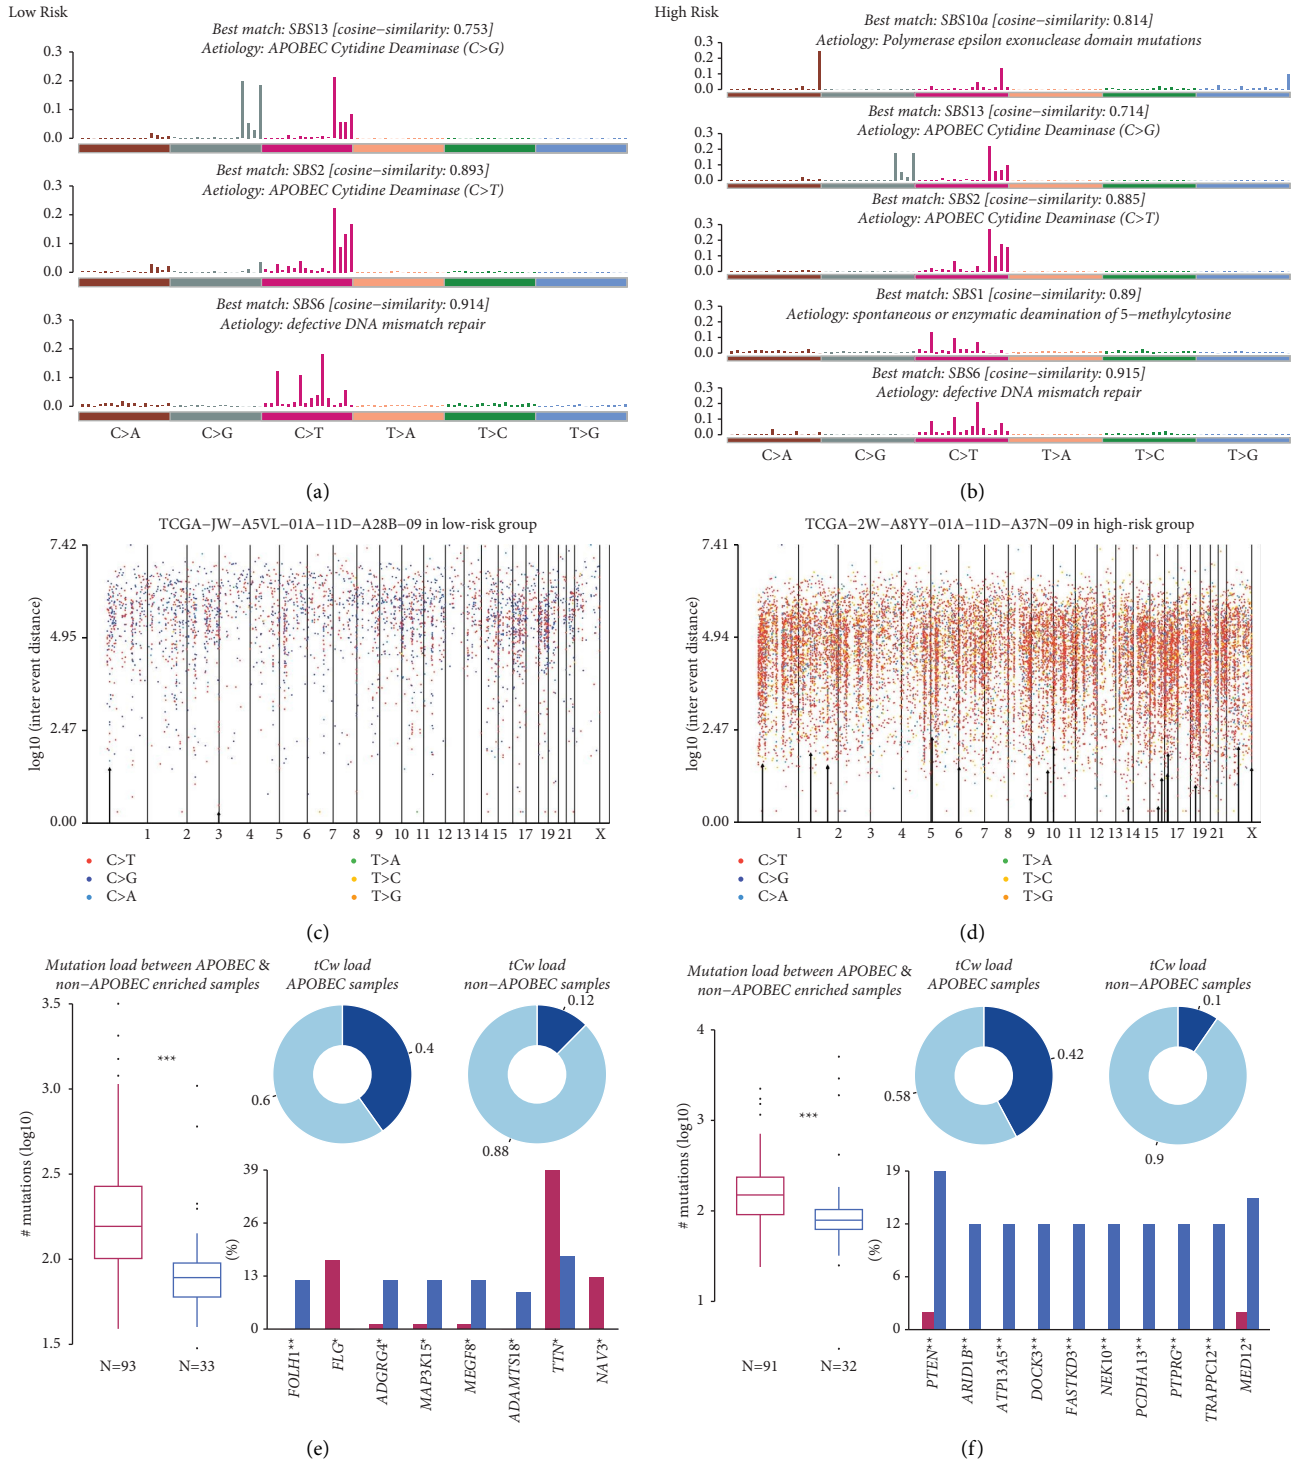 Low Risk
Best match: SBS13 [cosine−similarity: 0.753]
Aetiology: APOBEC Cytidine Deaminase (C>G)
0.3
0.2
0.1
0.0
Best match: SBS2 [cosine−similarity: 0.893]
Aetiology: APOBEC Cytidine Deaminase (C>T)
0.3
0.2
0.1
0.0
Best match: SBS6 [cosine−similarity: 0.914]
Aetiology: defective DNA mismatch repair
0.3
0.2
0.1
0.0
C>A C>G C>T T>A T>C T>G
(a)
High Risk
Best match: SBS10a [cosine−similarity: 0.814]
Aetiology: Polymerase epsilon exonuclease domain mutations
0.3
0.2
0.1
0.0
Best match: SBS13 [cosine−similarity: 0.714]
Aetiology: APOBEC Cytidine Deaminase (C>G)
0.3
0.2
0.1
0.0
Best match: SBS2 [cosine−similarity: 0.885]
Aetiology: APOBEC Cytidine Deaminase (C>T)
0.3
0.2
0.1
0.0
Best match: SBS1 [cosine−similarity: 0.89]
Aetiology: spontaneous or enzymatic deamination of 5−methylcytosine
0.3
0.2
0.1
0.0
Best match: SBS6 [cosine−similarity: 0.915]
Aetiology: defective DNA mismatch repair
0.3
0.2
0.1
0.0
C>A C>G C>T T>A T>C T>G
(b)
TCGA−JW−A5VL−01A−11D−A28B−09 in low-risk group
log10 (inter event distance)
7.42
4.95
2.47
0.00
1 2 3 4 5 6 7 8 9 10 11 12 13 14 15 17 19 21 X
C>T
C>G
C>A
T>A
T>C
T>G
(c)
TCGA−2W−A8YY−01A−11D−A37N−09 in high-risk group
log10 (inter event distance)
7.41
4.94
2.47
0.00
1 2 3 4 5 6 7 8 9 10 11 12 13 14 15 17 19 21 X
C>T
C>G
C>A
T>A
T>C
T>G
(d)
Mutation load between APOBEC &
non−APOBEC enriched samples
# mutations (log10)
3.5
3.0
2.5
2.0
1.5
***
N=93 N=33
tCw load
APOBEC samples
0.4
0.6
tCw load
non−APOBEC samples
0.12
0.88
(%)
39
26
13
0
FOLH1**
FLG*
ADGRG4*
MAP3K15*
MEGF8*
ADAMTS18*
TTN*
NAV3*
(e)
Mutation load between APOBEC &
non−APOBEC enriched samples
# mutations (log10)
4
3
2
1
***
N=91 N=32
tCw load
APOBEC samples
0.42
0.58
tCw load
non−APOBEC samples
0.1
0.9
(%)
19
12
6
0
PTEN**
ARID1B**
ATP13A5**
DOCK3**
FASTKD3**
NEK10**
PCDHA13**
PTPRG**
TRAPPC12**
MED12*
(f)